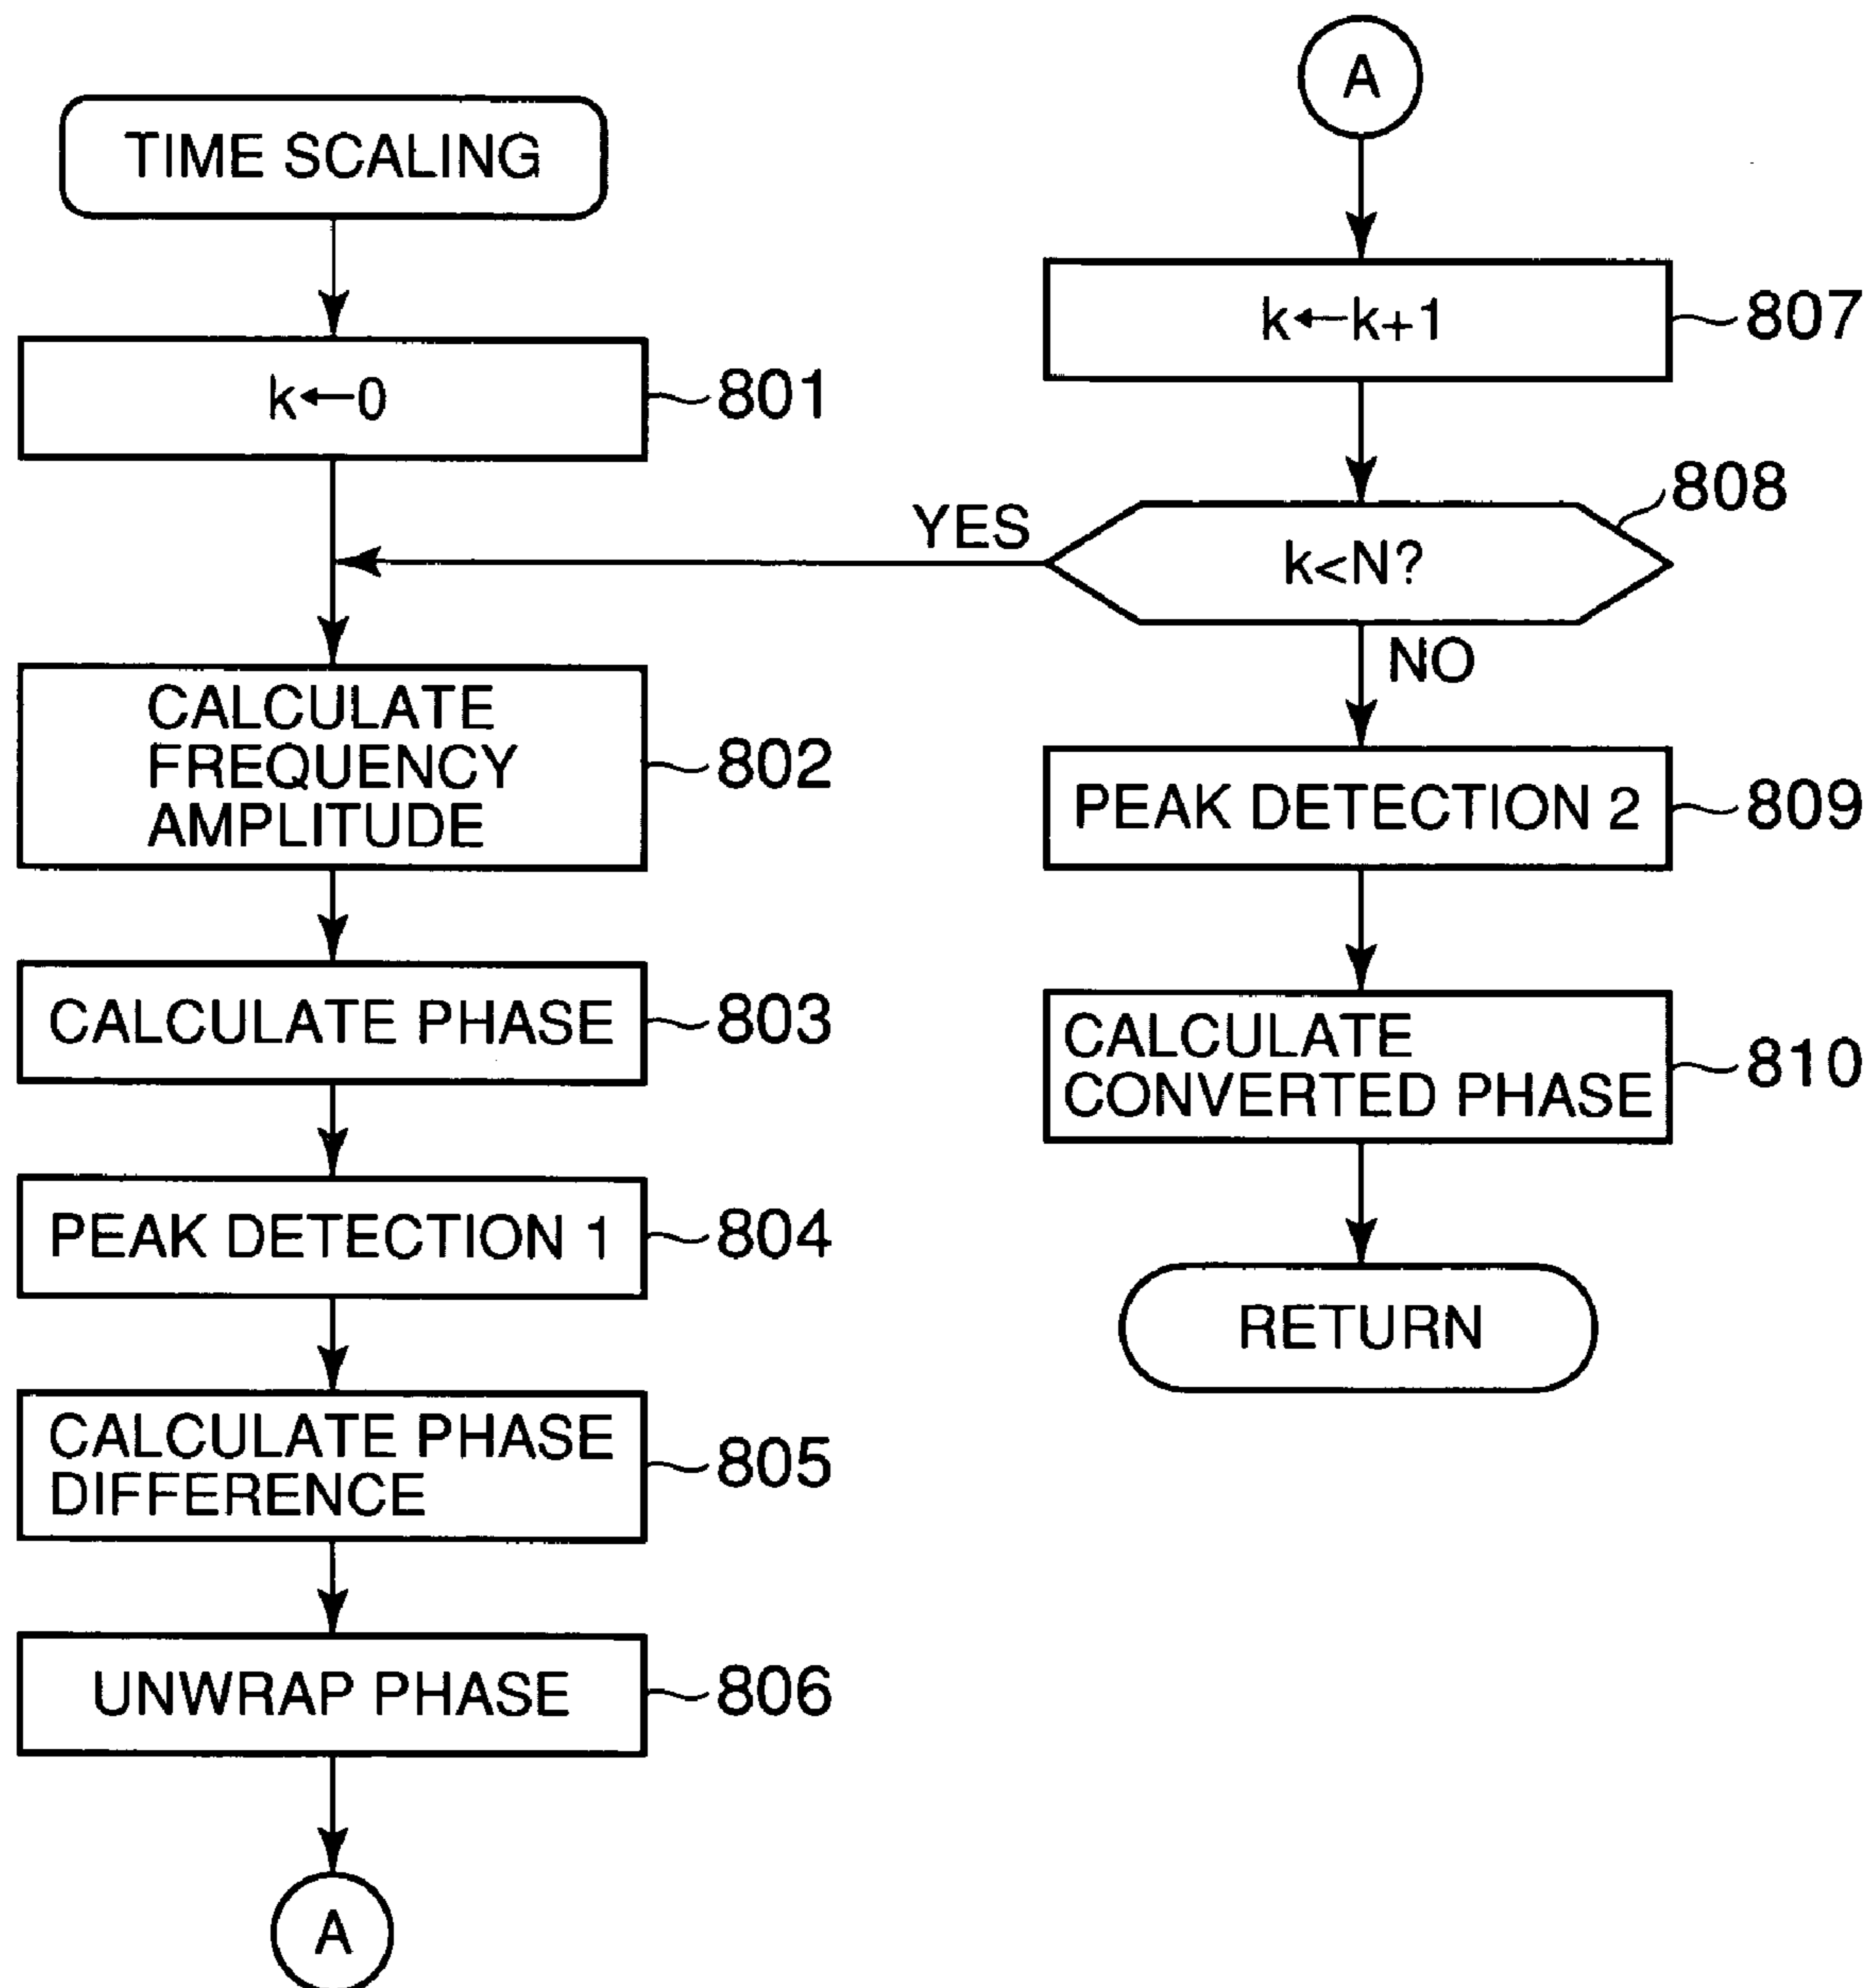 TIME SCALING
k←0
801
CALCULATE
FREQUENCY
AMPLITUDE
802
CALCULATE PHASE
803
PEAK DETECTION 1
804
CALCULATE PHASE
DIFFERENCE
805
UNWRAP PHASE
806
A
A
k←k+1
807
k<N?
808
YES
NO
PEAK DETECTION 2
809
CALCULATE
CONVERTED PHASE
810
RETURN